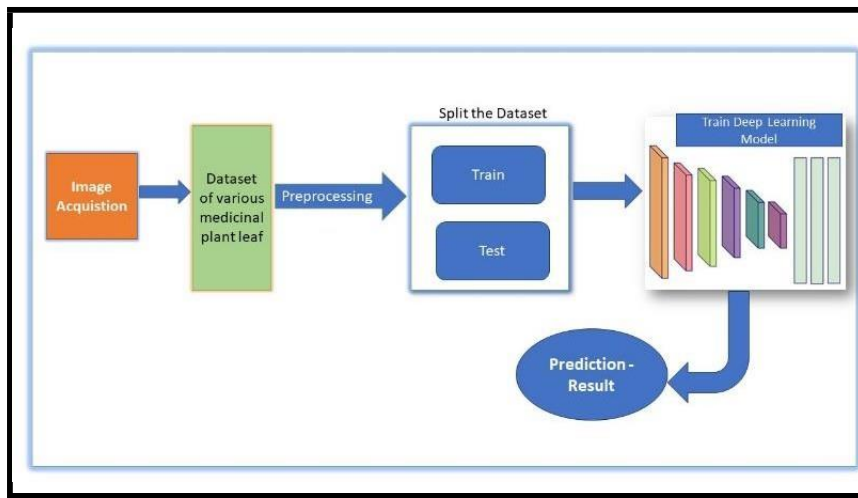 Image
Acquistion
Dataset
of various
medicinal
plant leaf
Preprocessing
Split the Dataset
Train
Test
Train Deep Learning
Model
Prediction -
Result